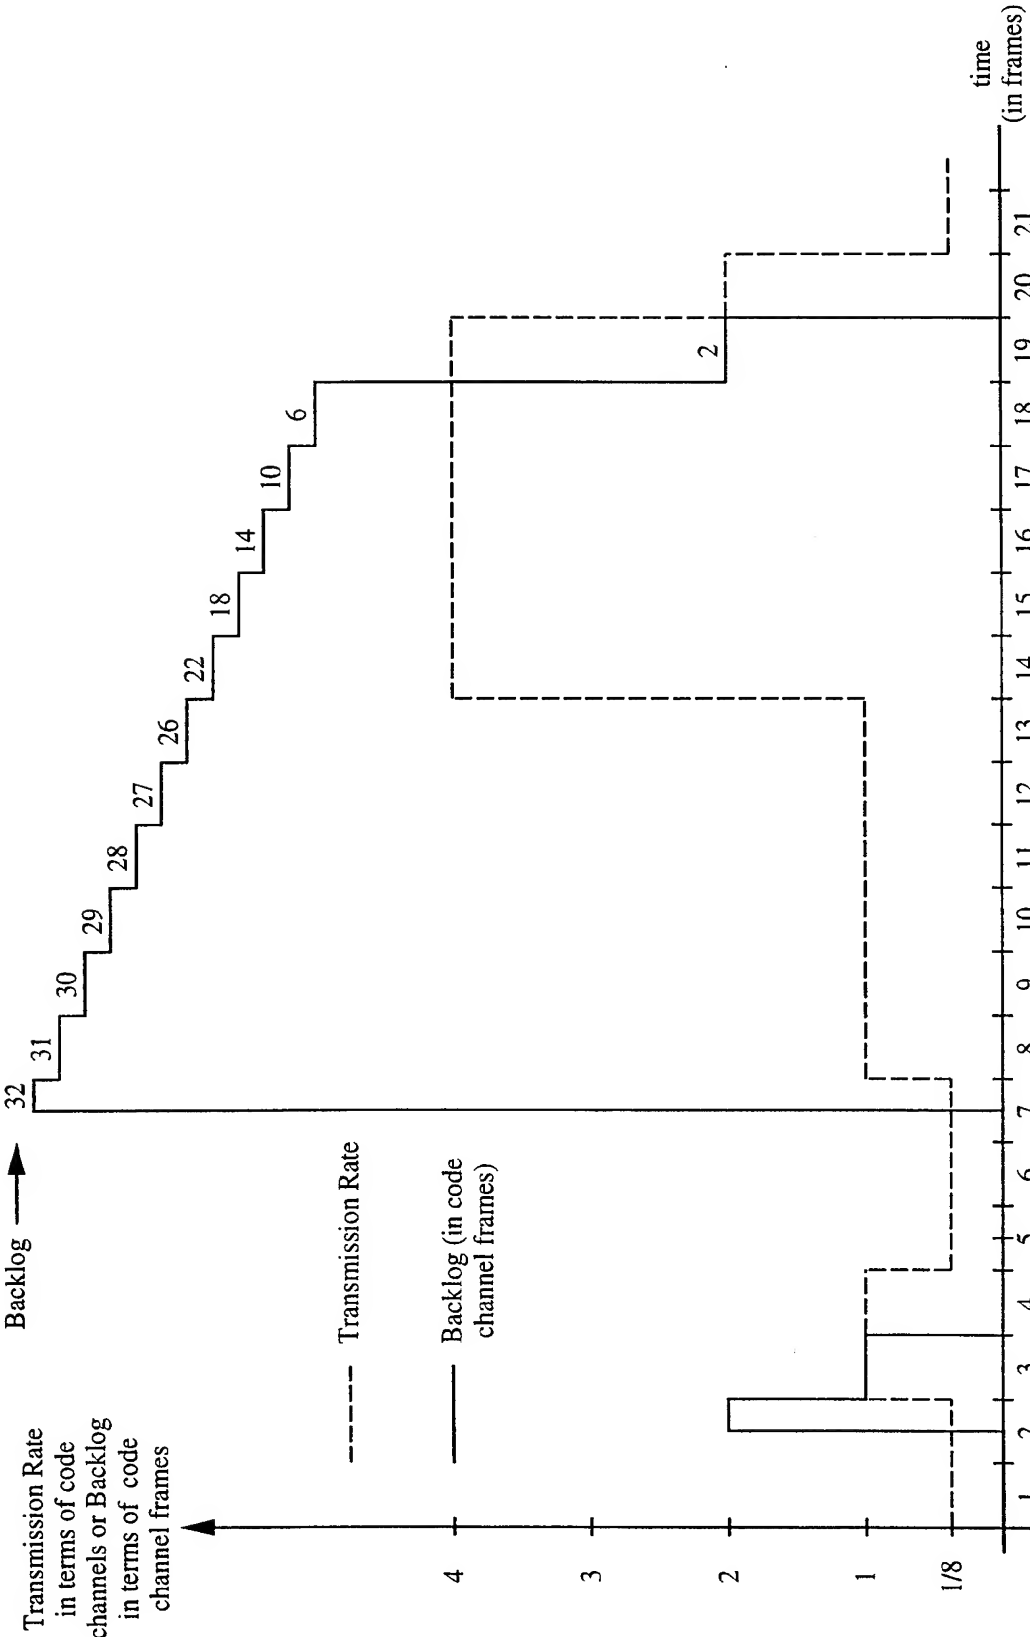 Transmission Rate
in terms of code
channels or Backlog
in terms of code
channel frames
Backlog
32
31
30
29
28
27
26
22
18
14
10
6
2
Transmission Rate
Backlog (in code
channel frames)
4
3
2
1
1/8
1 2 3 4 5 6 7 8 9 10 11 12 13 14 15 16 17 18 19 20 21
time
(in frames)